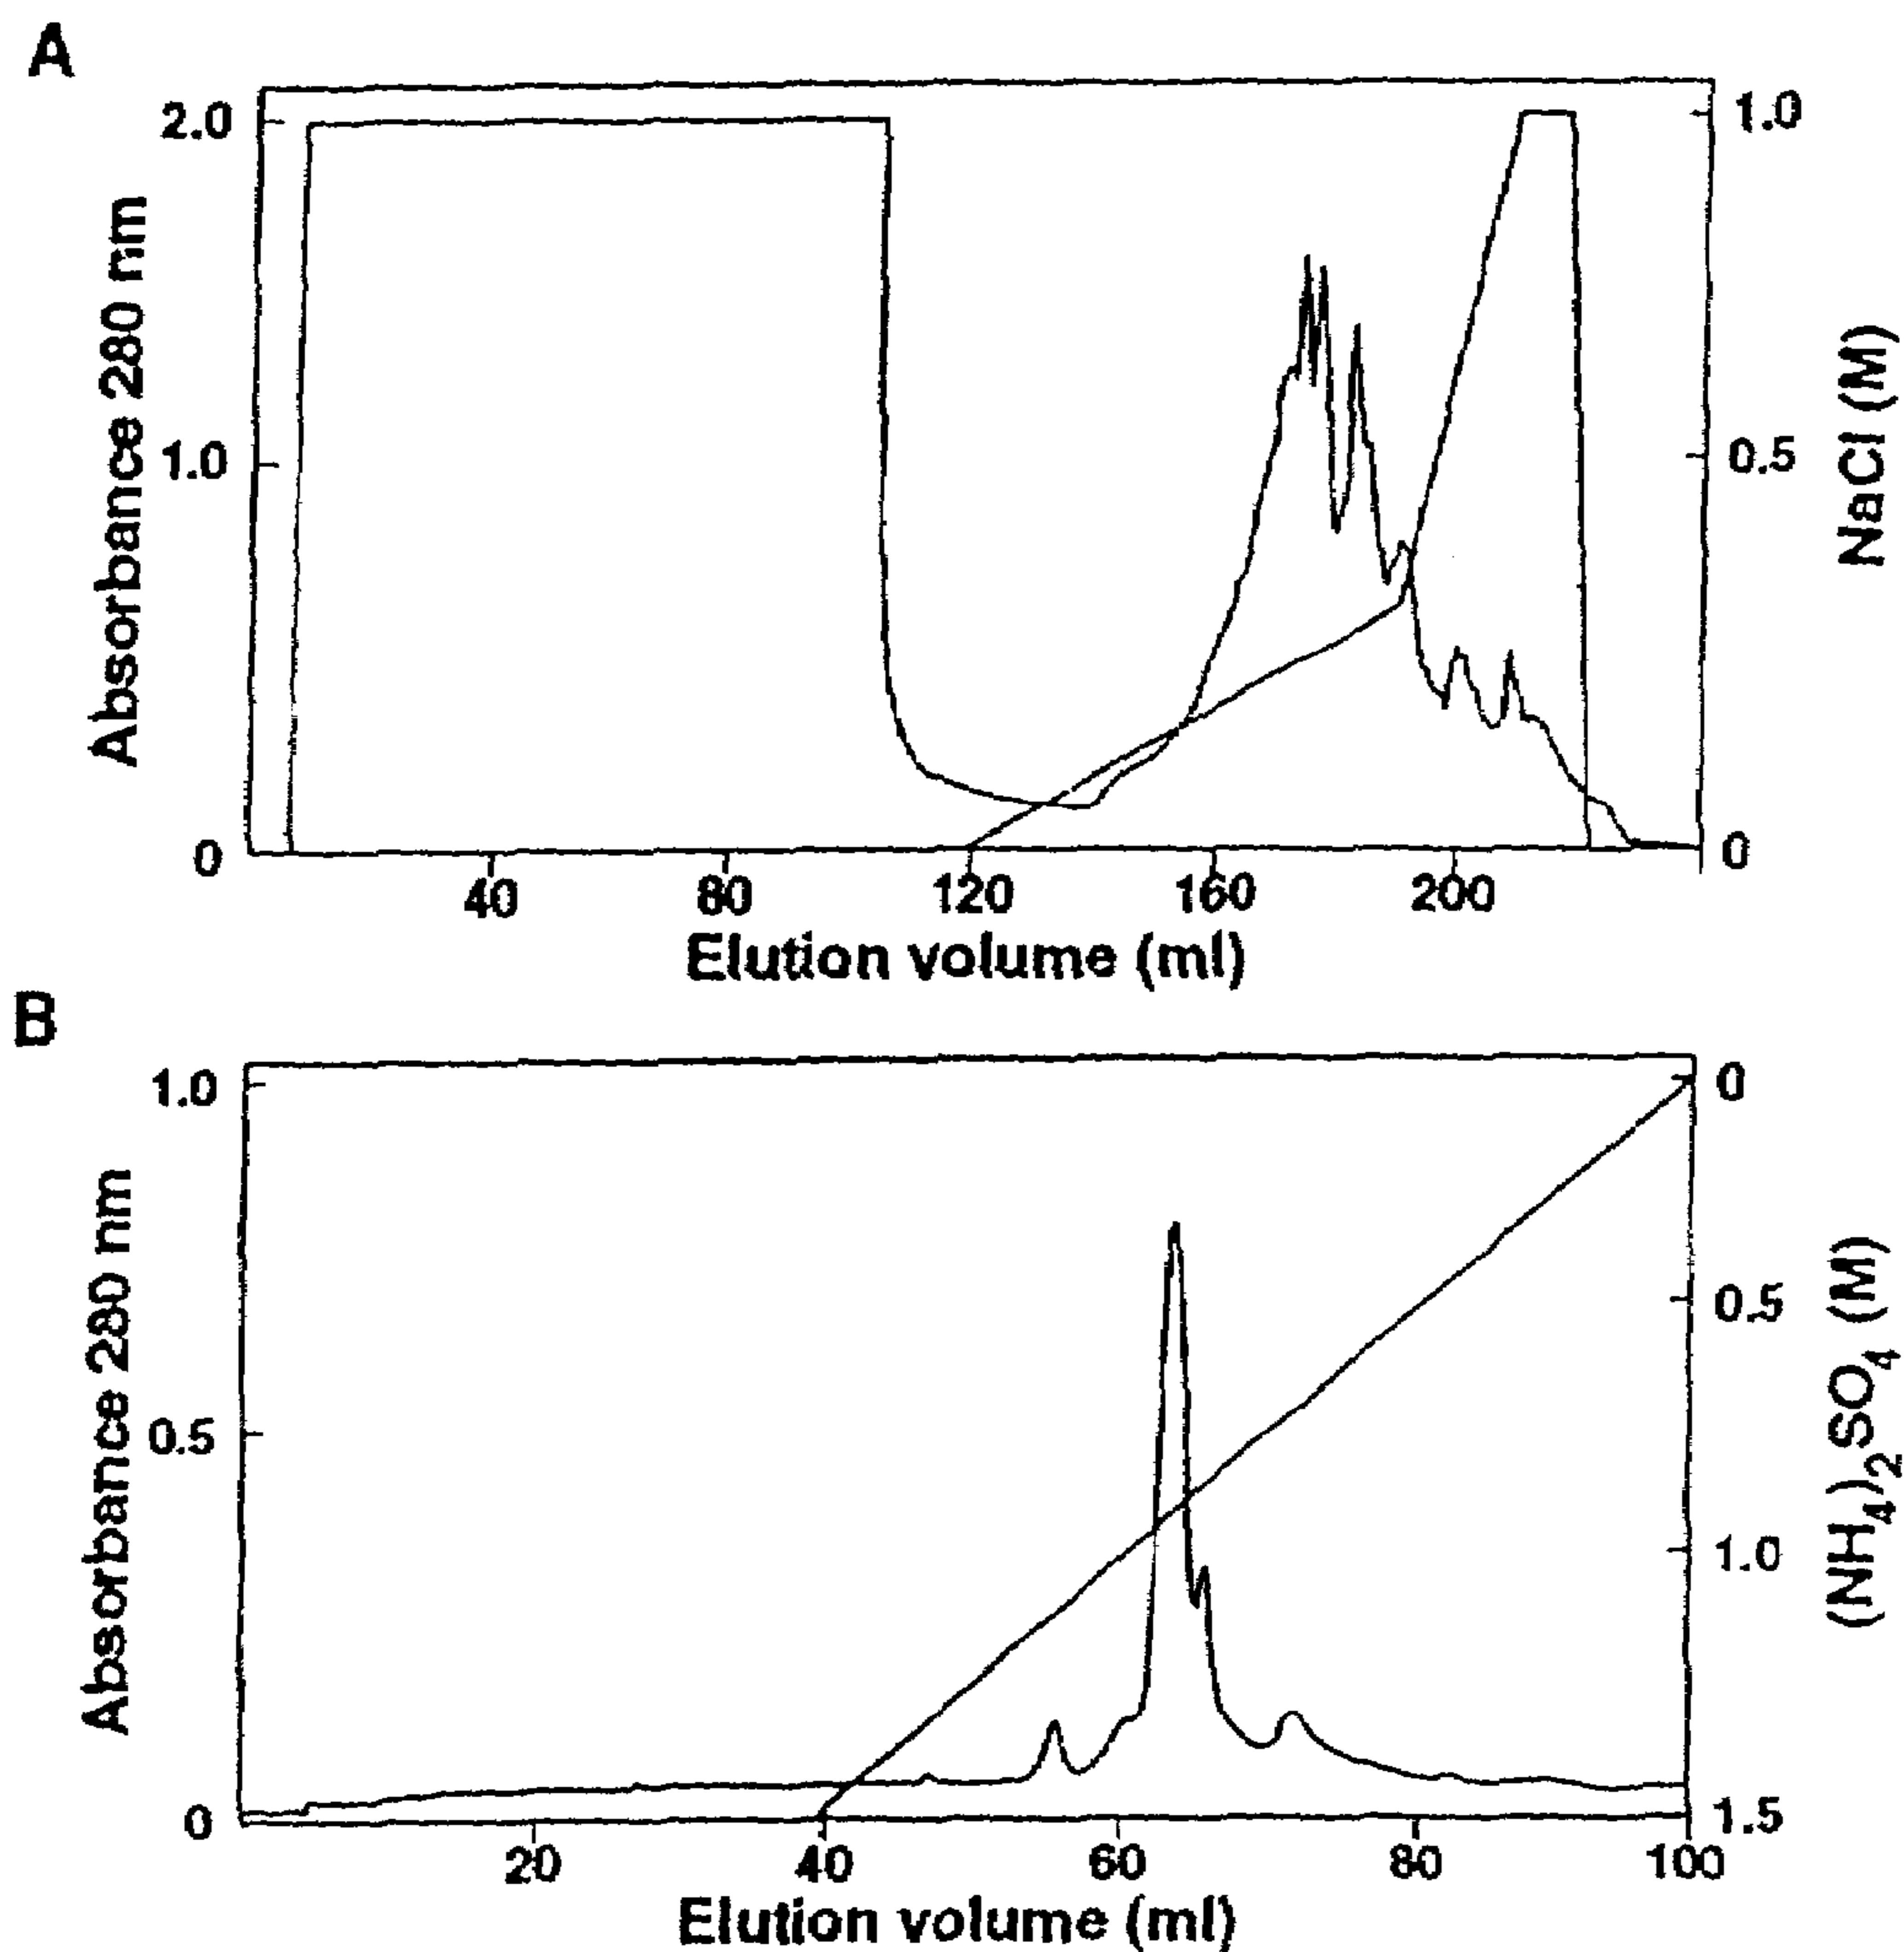 A
2.0
1.0
0
Absorbance 280 nm
1.0
0.5
0
NaCl (M)
40 80 120 160 200
Elution volume (ml)
B
1.0
0.5
0
Absorbance 280 nm
0
0.5
1.0
1.5
(NH4)2SO4 (M)
20 40 60 80 100
Elution volume (ml)